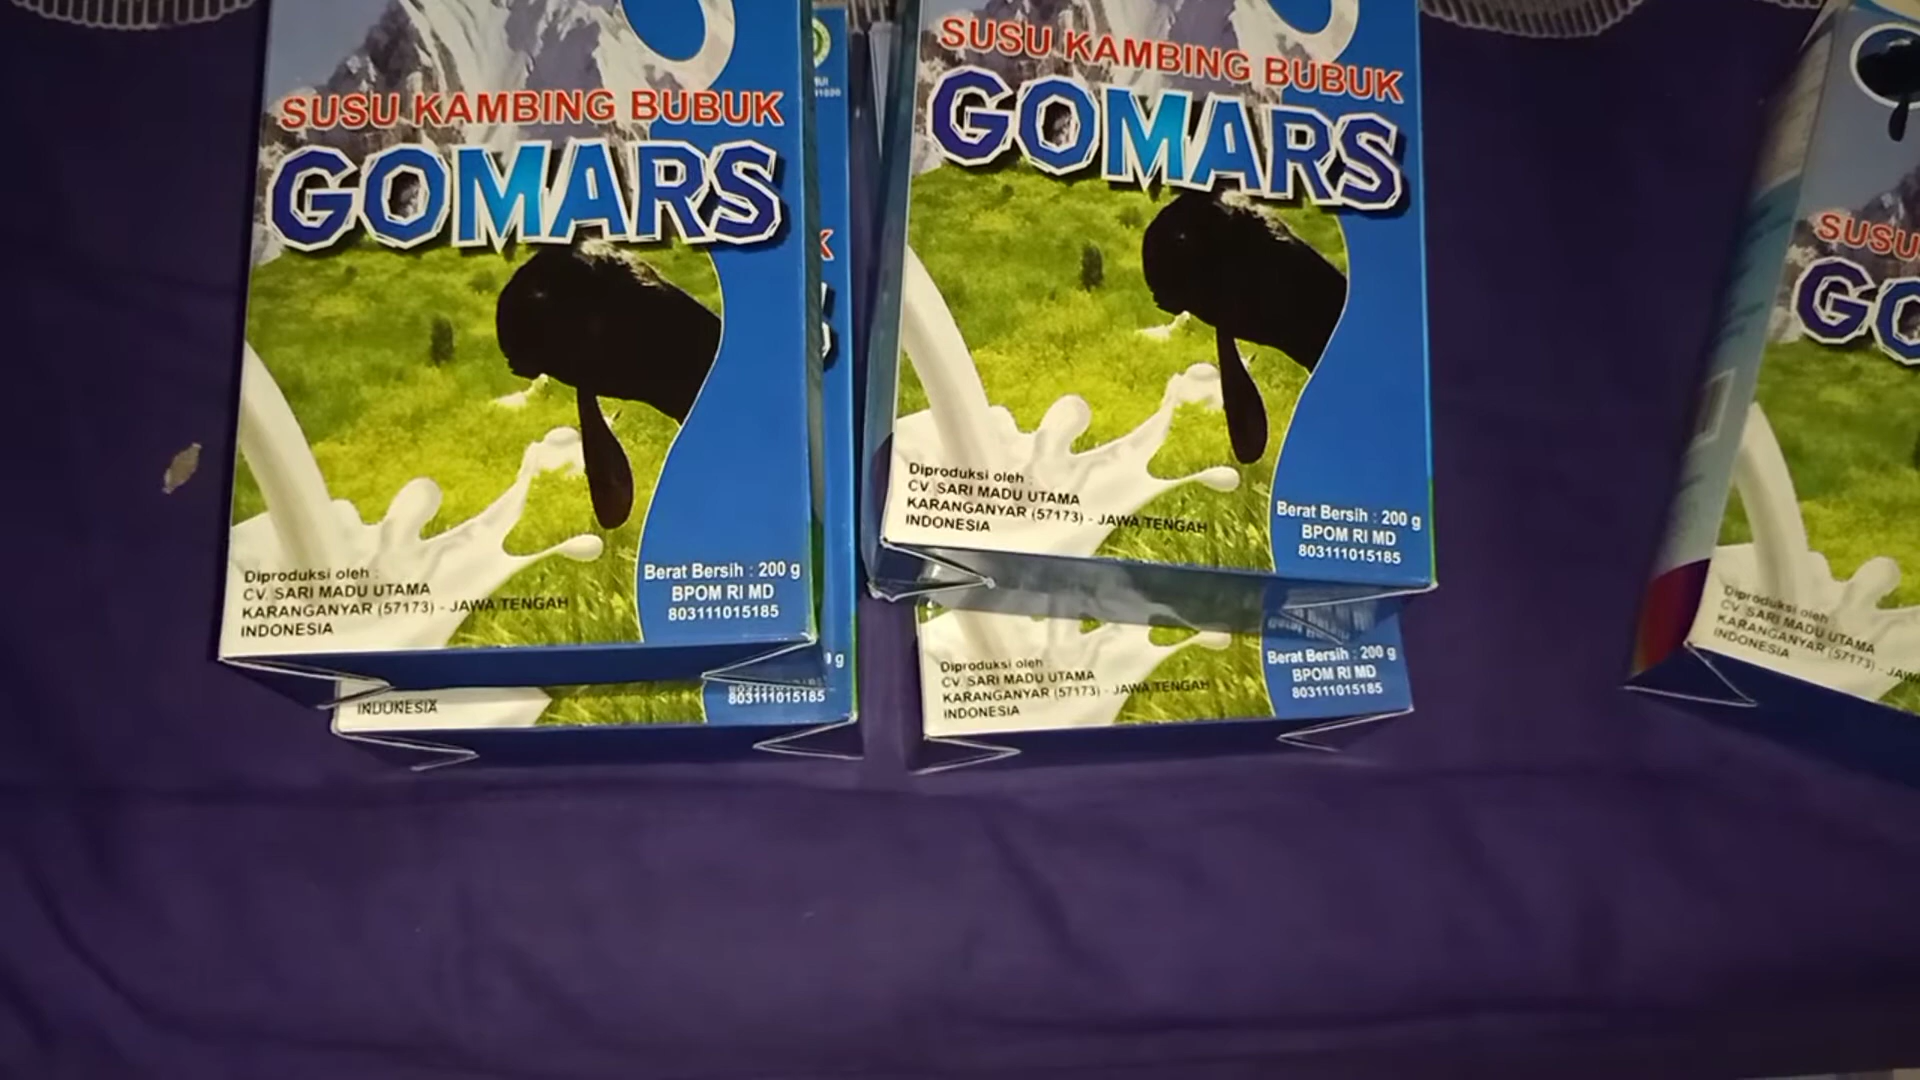 SUSU KAMBING BUBUK
GOMARS
Diproduksi oleh :
CV. SARI MADU UTAMA
KARANGANYAR (57173) - JAWA TENGAH
INDONESIA
Berat Bersih : 200 g
BPOM RI MD
803111015185
K
g
INDONESIA
803111015185
SUSU KAMBING BUBUK
GOMARS
Diproduksi oleh :
CV. SARI MADU UTAMA
KARANGANYAR (57173) - JAWA TENGAH
INDONESIA
Berat Bersih : 200 g
BPOM RI MD
803111015185
Diproduksi oleh :
CV. SARI MADU UTAMA
KARANGANYAR (57173) - JAWA TENGAH
INDONESIA
Berat Bersih : 200 g
BPOM RI MD
803111015185
SUSU
GO
Diproduksi oleh :
CV. SARI MADU UTAMA
KARANGANYAR (57173) - JAW
INDONESIA